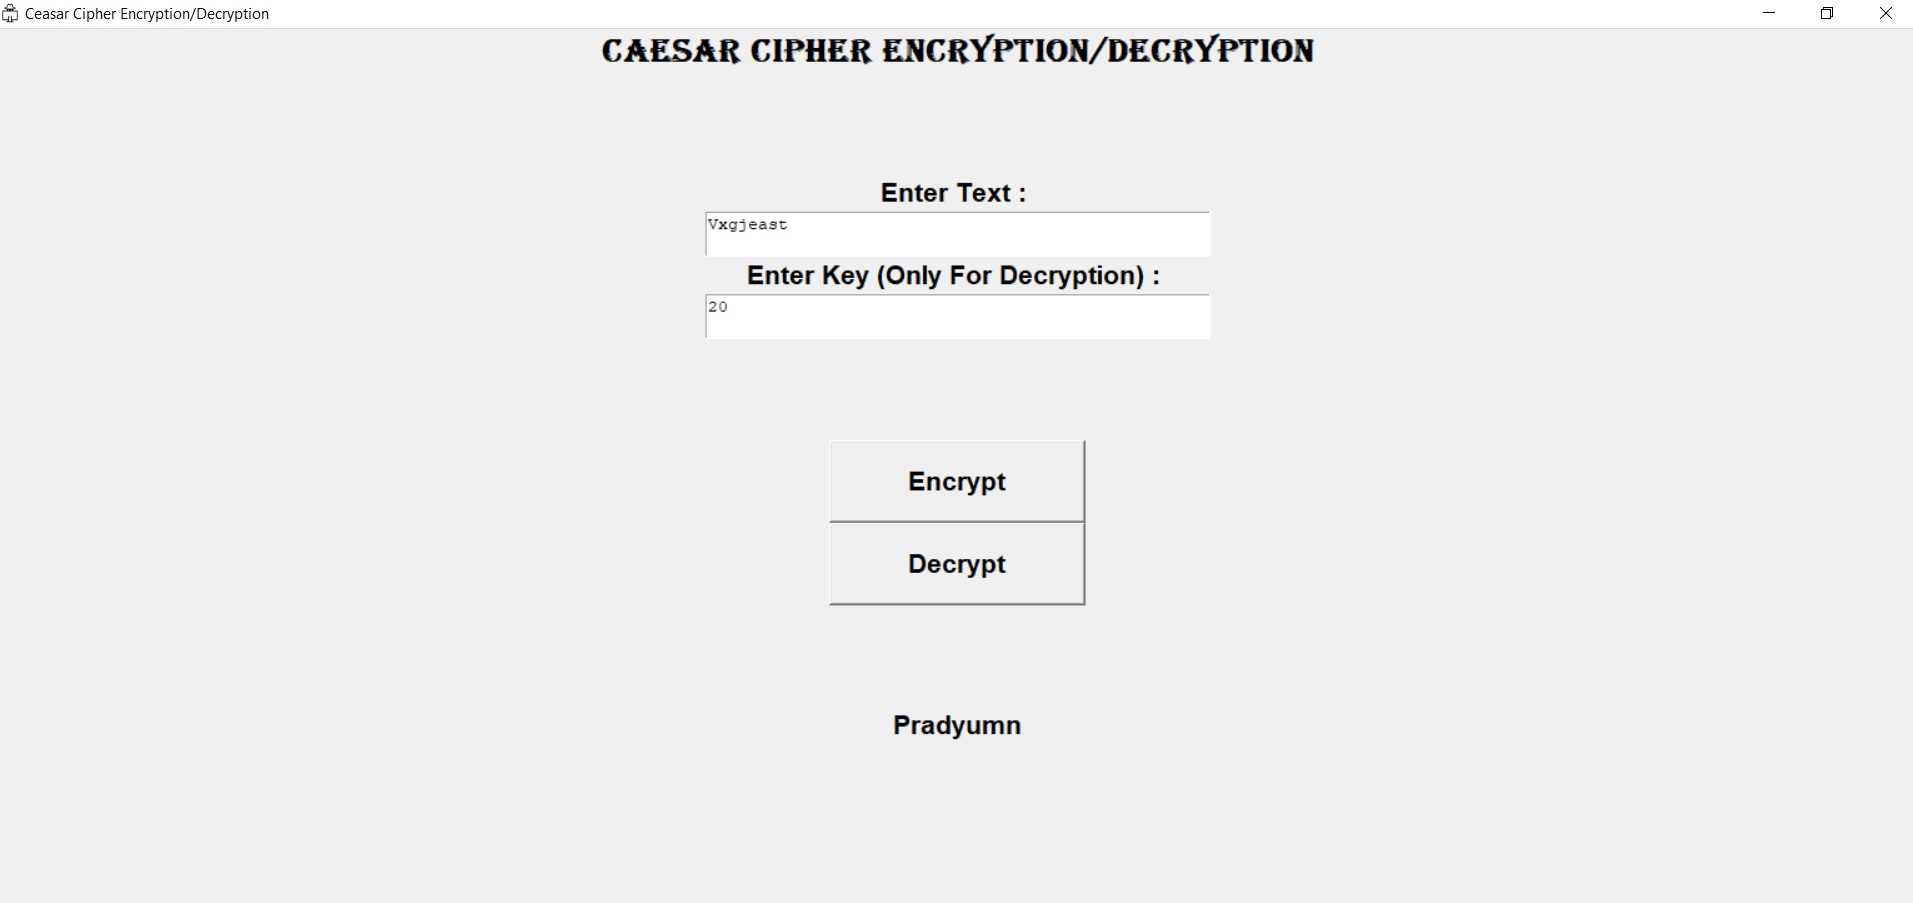 Ceasar Cipher Encryption/Decryption
CAESAR CIPHER ENCRYPTION/DECRYPTION
Enter Text :
Vxgjeast
Enter Key (Only For Decryption) :
20
Encrypt
Decrypt
Pradyumn